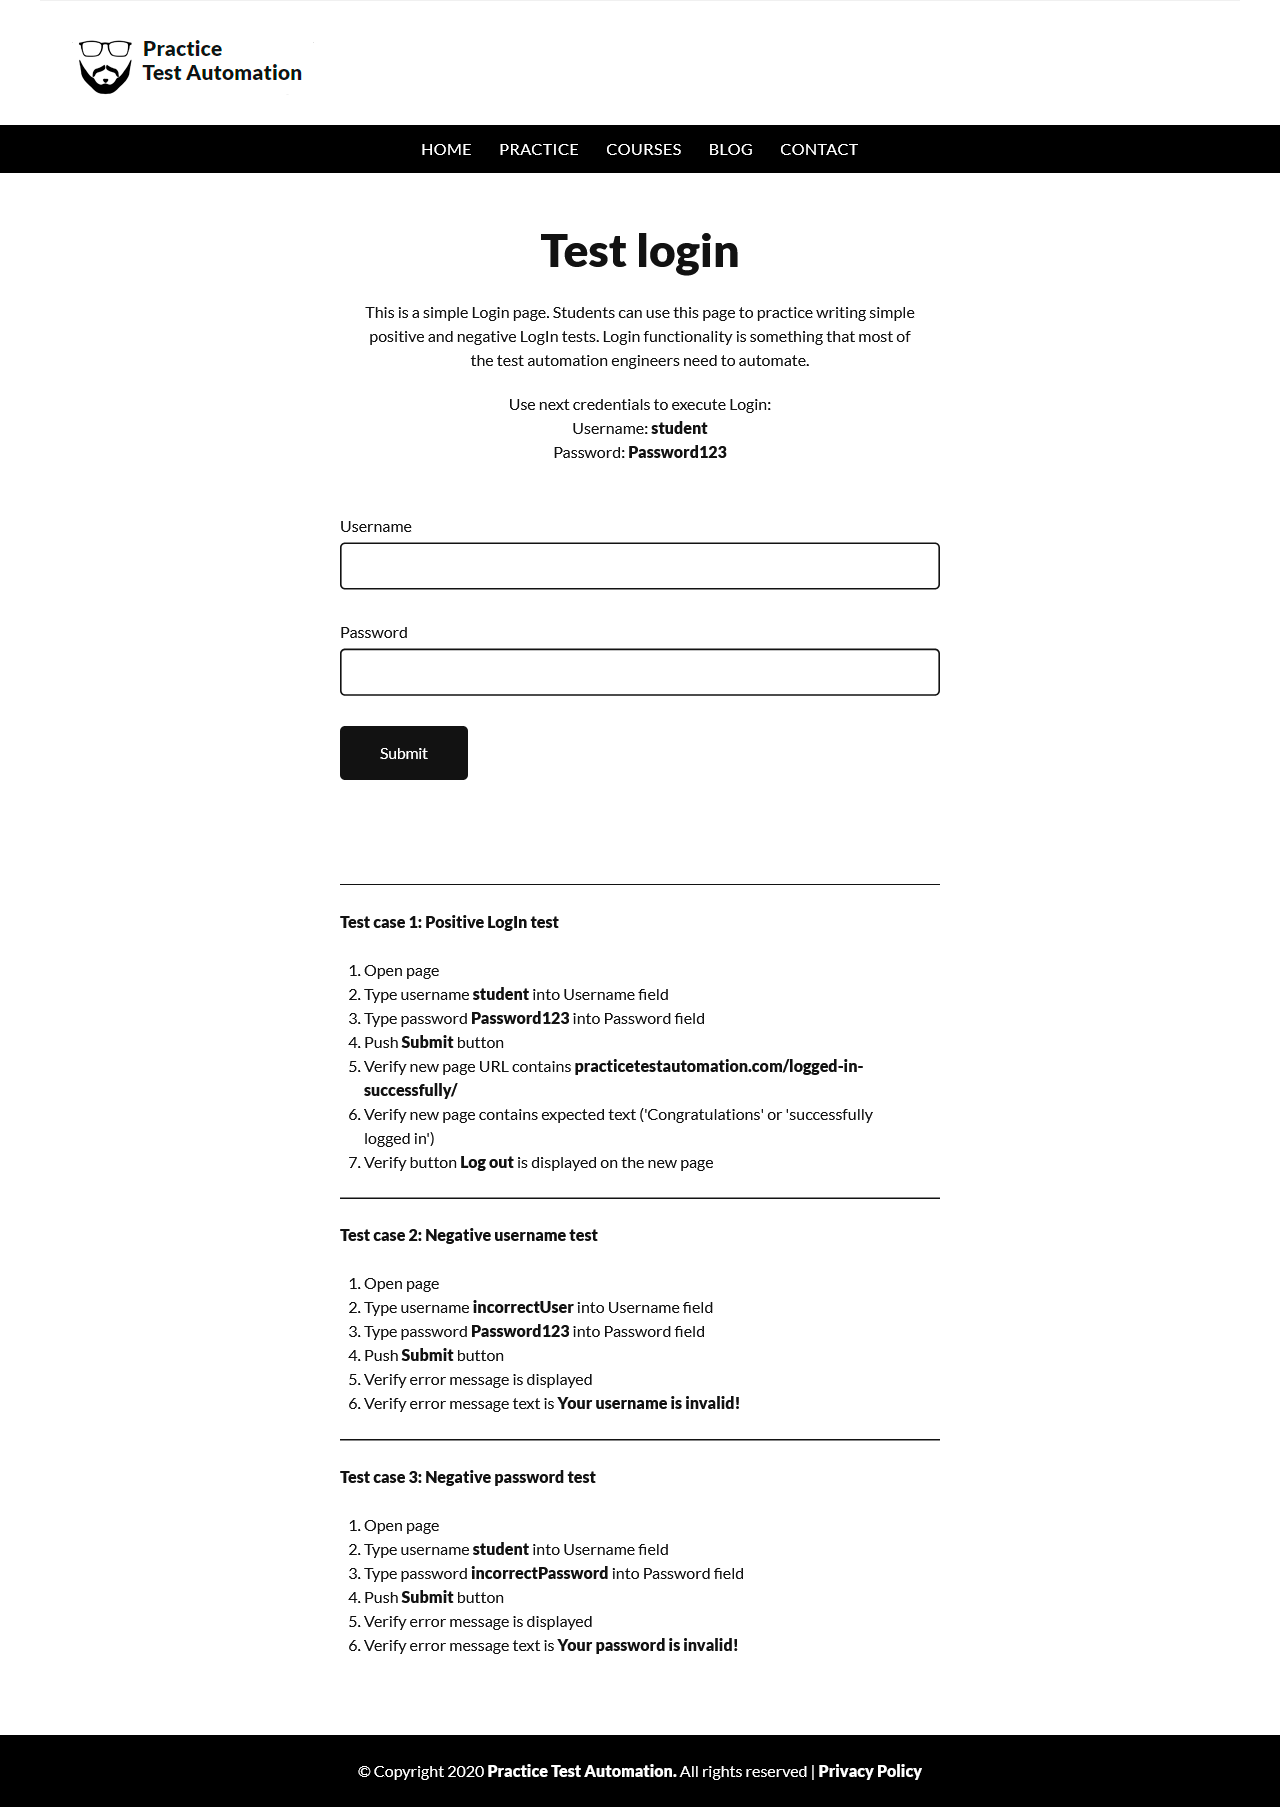 Practice
Test Automation
HOME PRACTICE COURSES BLOG CONTACT
Test login
This is a simple Login page. Students can use this page to practice writing simple
positive and negative LogIn tests. Login functionality is something that most of
the test automation engineers need to automate.
Use next credentials to execute Login:
Username: student
Password: Password123
Username
Password
Submit
Test case 1: Positive LogIn test
1. Open page
2. Type username student into Username field
3. Type password Password123 into Password field
4. Push Submit button
5. Verify new page URL contains practicetestautomation.com/logged-in-
successfully/
6. Verify new page contains expected text ('Congratulations' or 'successfully
logged in')
7. Verify button Log out is displayed on the new page
Test case 2: Negative username test
1. Open page
2. Type username incorrectUser into Username field
3. Type password Password123 into Password field
4. Push Submit button
5. Verify error message is displayed
6. Verify error message text is Your username is invalid!
Test case 3: Negative password test
1. Open page
2. Type username student into Username field
3. Type password incorrectPassword into Password field
4. Push Submit button
5. Verify error message is displayed
6. Verify error message text is Your password is invalid!
© Copyright 2020 Practice Test Automation. All rights reserved | Privacy Policy